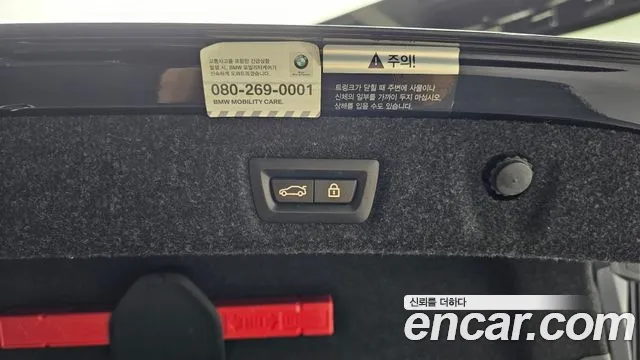 교통사고를 포함한 긴급상황
발생 시, BMW 모빌리티케어가
신속하게 도와드리겠습니다.
080-269-0001
BMW MOBILITY CARE.
주의!
트렁크가 닫힐 때 주변에 사물이나
신체의 일부를 가까이 두지 마십시오.
상해를 입을 수도 있습니다.
신뢰를 더하다
encar.com